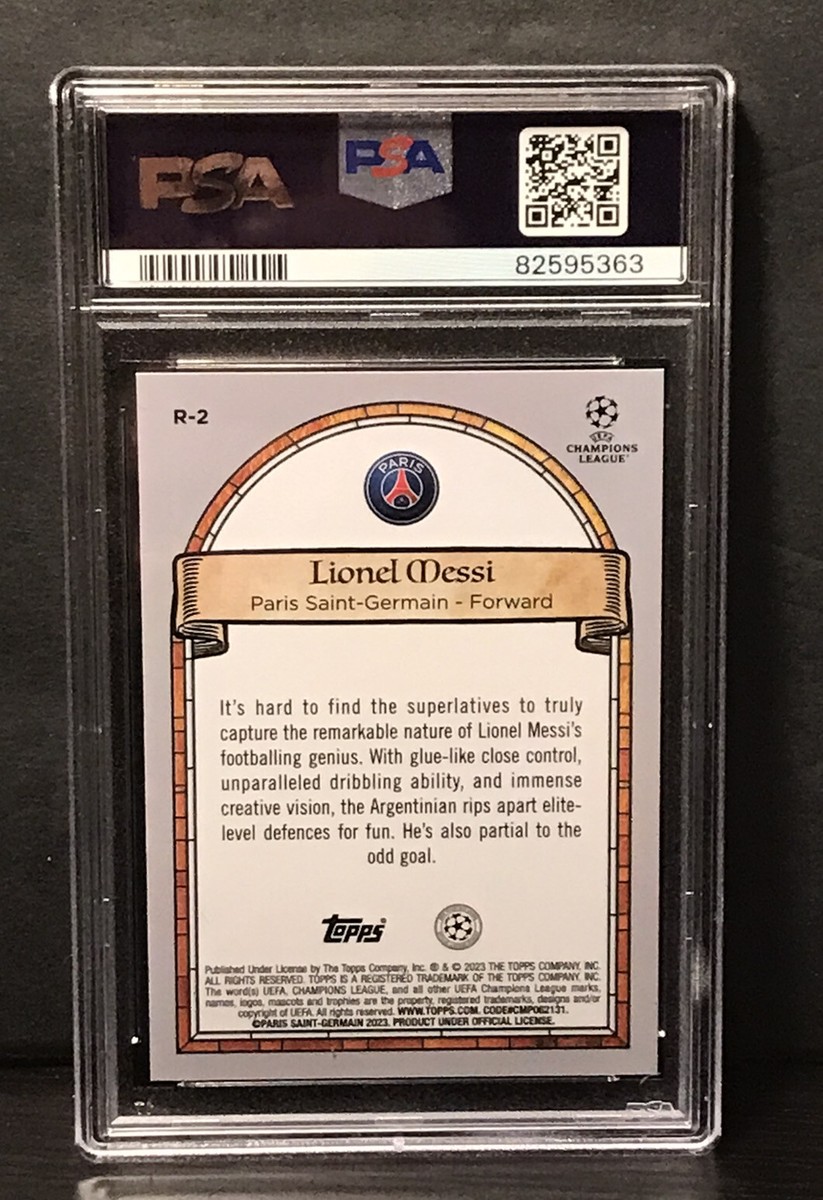 PSA
PSA
82595363
R-2
UEFA
CHAMPIONS
LEAGUE
PARIS
Lionel Messi
Paris Saint-Germain - Forward
It's hard to find the superlatives to truly
capture the remarkable nature of Lionel Messi's
footballing genius. With glue-like close control,
unparalleled dribbling ability, and immense
creative vision, the Argentinian rips apart elite-
level defences for fun. He's also partial to the
odd goal.
Topps®
Published Under License by The Topps Company, Inc. ® & © 2023 THE TOPPS COMPANY, INC.
ALL RIGHTS RESERVED. TOPPS IS A REGISTERED TRADEMARK OF THE TOPPS COMPANY, INC.
The word(s) UEFA, CHAMPIONS LEAGUE, and all other UEFA Champions League marks,
names, logos, mascots and trophies are the property, registered trademarks, designs and/or
copyright of UEFA. All rights reserved. WWW.TOPPS.COM. CODE#CMP062131.
©PARIS SAINT-GERMAIN 2023. PRODUCT UNDER OFFICIAL LICENSE.
PSA